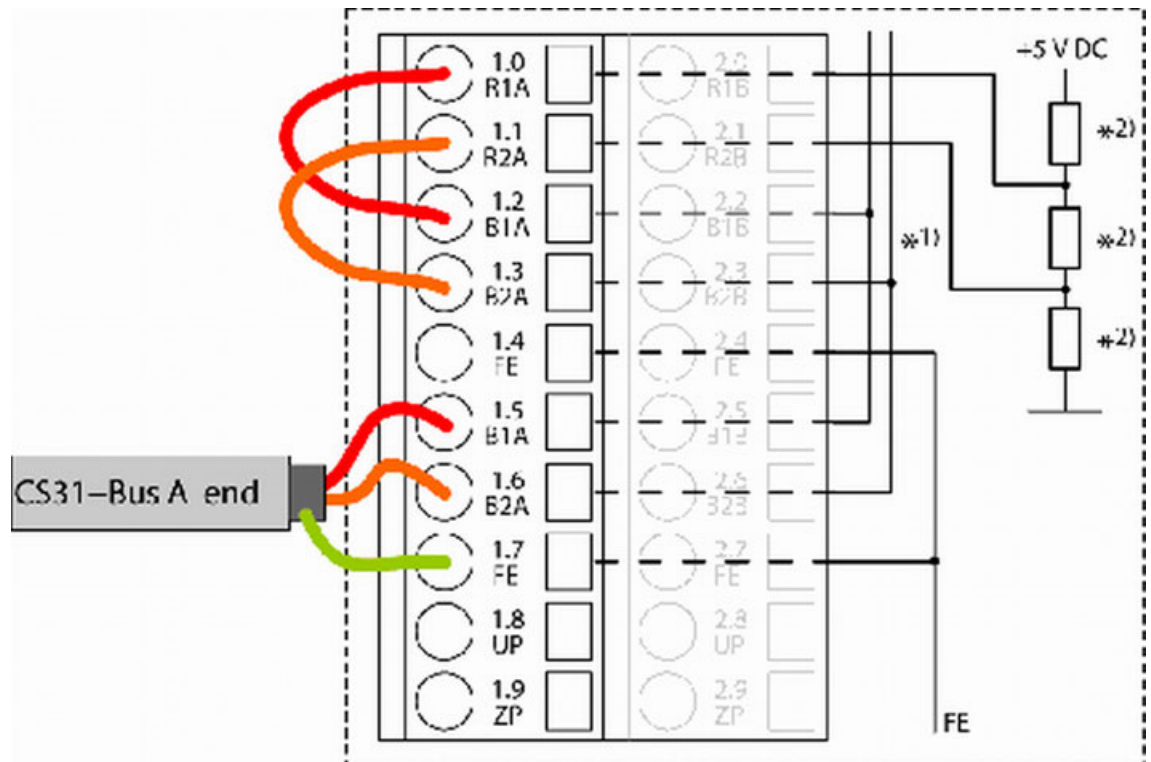 +5 V DC
1.0
R1A
2.0
R1B
*2)
1.1
R2A
2.1
R2B
1.2
B1A
2.2
B1B
*1)
*2)
1.3
B2A
2.3
B2B
1.4
FE
2.4
FE
*2)
1.5
B1A
2.5
B1B
CS31–Bus A end
1.6
B2A
2.6
B2B
1.7
FE
2.7
FE
1.8
UP
2.8
UP
1.9
ZP
2.9
ZP
FE